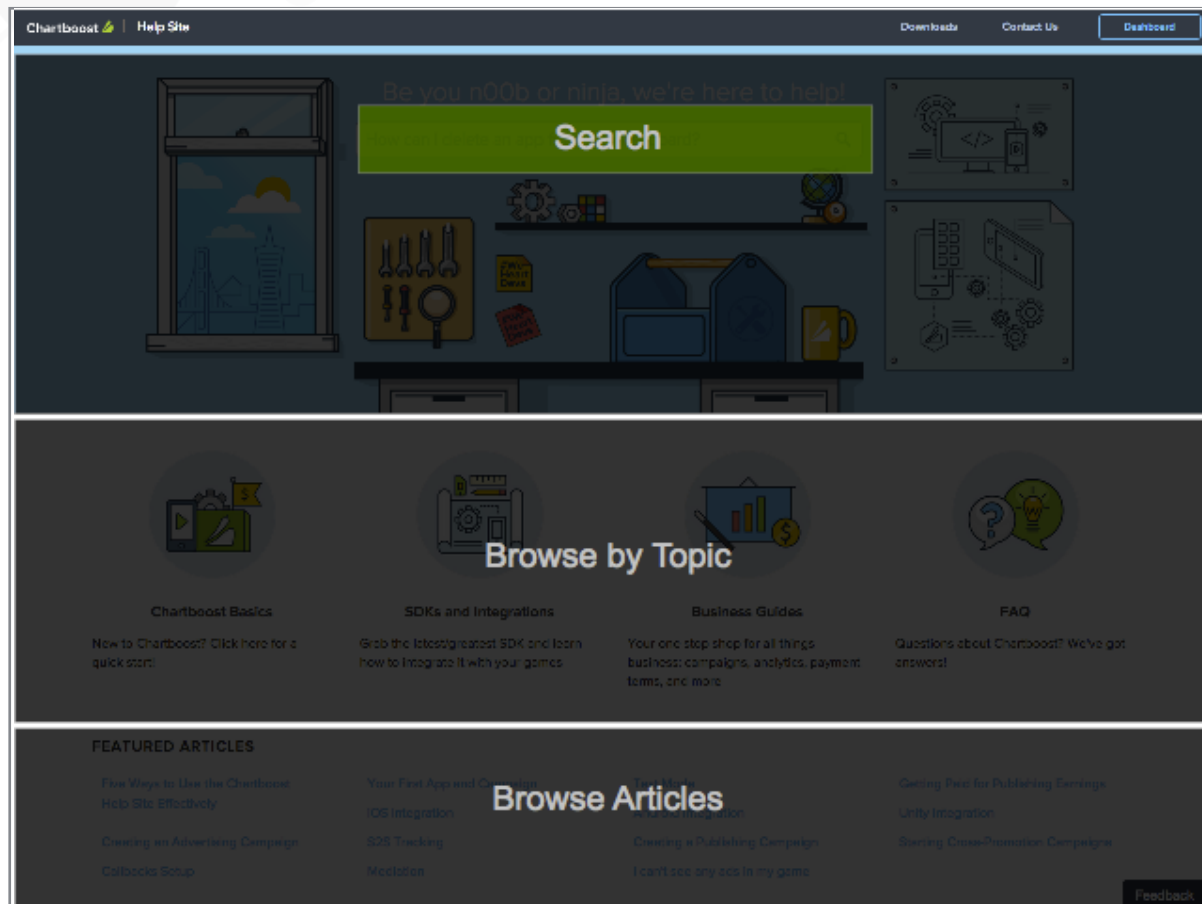 Chartboost | Help Site
Downloads
Contact Us
Dashboard
Be you n00b or ninja, we're here to help!
Search
Browse by Topic
Chartboost Basics
New to Chartboost? Click here for a
quick start!
SDKs and Integrations
Grab the latest/greatest SDK and learn
how to integrate it with your games
Business Guides
Your one stop shop for all things
business: campaigns, analytics, payment
terms, and more
FAQ
Questions about Chartboost? We've got
answers!
FEATURED ARTICLES
Browse Articles
Five Ways to Use the Chartboost
Help Site Effectively
Creating an Advertising Campaign
Callbacks Setup
Your First App and Campaign
iOS Integration
S2S Tracking
Mediation
Test Mode
Android Integration
Creating a Publishing Campaign
I can't see any ads in my game
Getting Paid for Publishing Earnings
Unity Integration
Starting Cross-Promotion Campaigns
Feedback